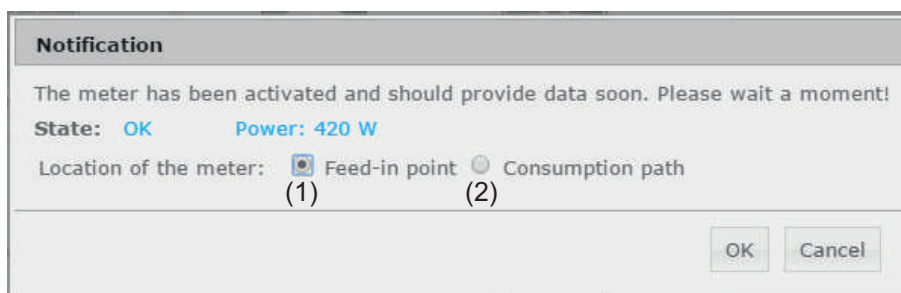 Notification
The meter has been activated and should provide data soon. Please wait a moment!
State: OK Power: 420 W
Location of the meter: Feed-in point Consumption path
(1) (2)
OK Cancel